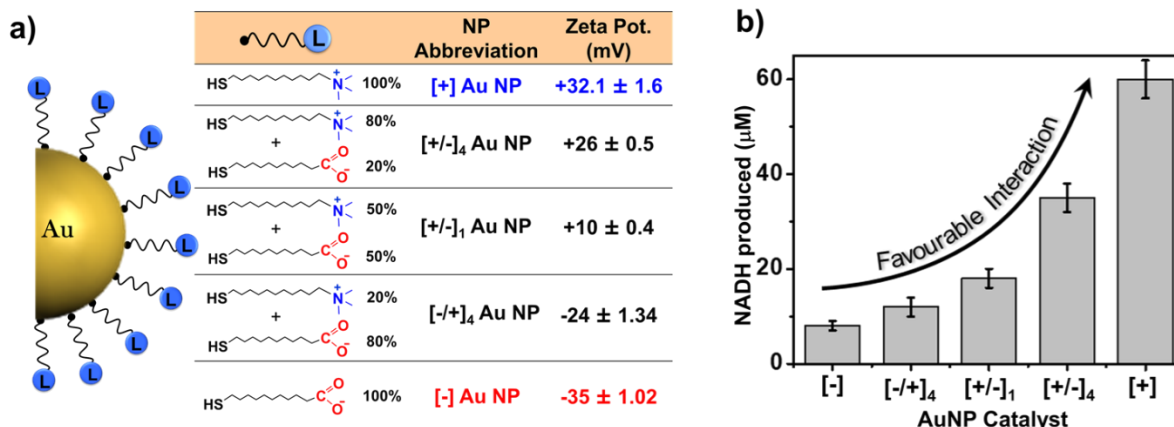 a)
L
L
L
L
L
L
L
L
L
L
Au
L
NP
Abbreviation
Zeta Pot.
(mV)
HS
N
+
100%
[+] Au NP
+32.1 ± 1.6
HS
N
+
80%
+
HS
C
O
O-
20%
[+/-]4 Au NP
+26 ± 0.5
HS
N
+
50%
+
HS
C
O
O-
50%
[+/-]1 Au NP
+10 ± 0.4
HS
N
+
20%
+
HS
C
O
O-
80%
[-/+]4 Au NP
-24 ± 1.34
HS
C
O
O-
100%
[-] Au NP
-35 ± 1.02
b)
NADH produced (μM)
60
40
20
0
Favourable Interaction
[-] [-/+]4 [+/-]1 [+/-]4 [+]
AuNP Catalyst